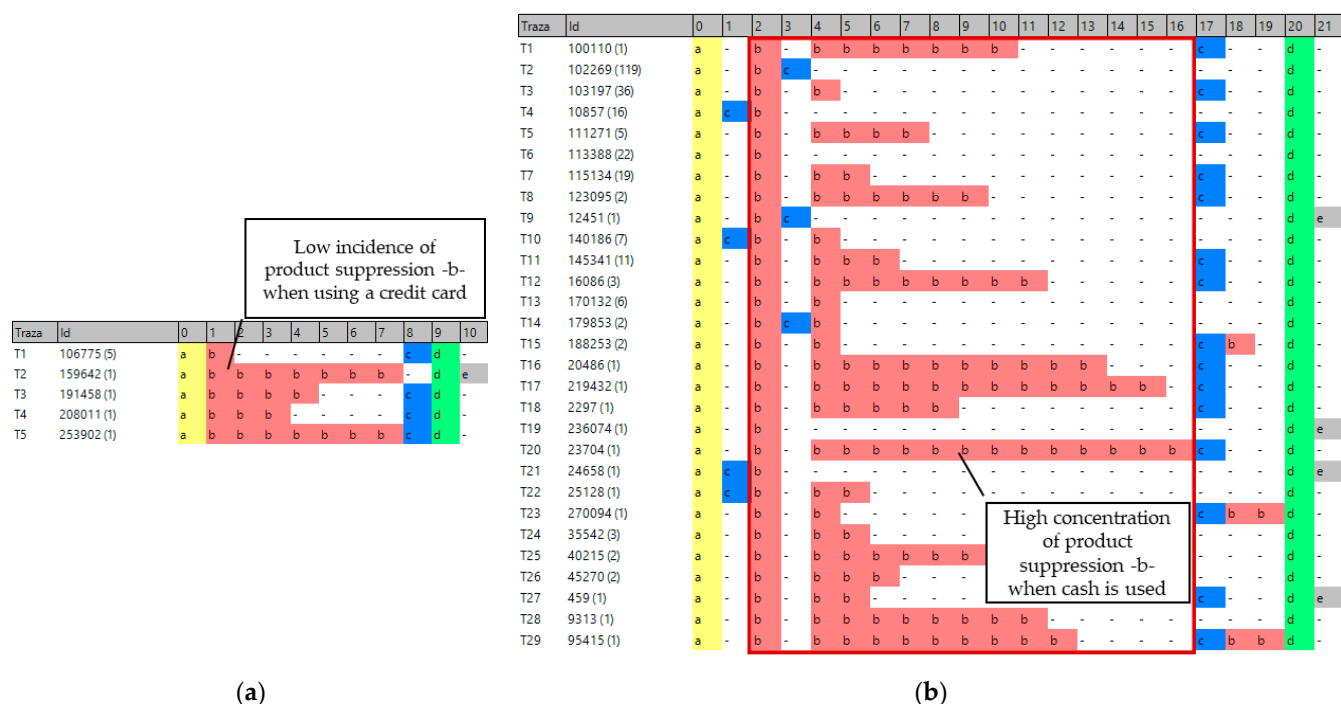 Traza Id 0 1 2 3 4 5 6 7 8 9 10
T1 106775 (5) a b - - - - - - c d -
T2 159642 (1) a b b b b b b b - d e
T3 191458 (1) a b b b b - - - c d -
T4 208011 (1) a b b b - - - - c d -
T5 253902 (1) a b b b b b b b c d -
Low incidence of
product suppression -b-
when using a credit card
(a)
Traza Id 0 1 2 3 4 5 6 7 8 9 10 11 12 13 14 15 16 17 18 19 20 21
T1 100110 (1) a - b - b b b b b b b - - - - - - c - - d -
T2 102269 (119) a - b c - - - - - - - - - - - - - - - - d -
T3 103197 (36) a - b - b - - - - - - - - - - - - c - - d -
T4 10857 (16) a c b - - - - - - - - - - - - - - - - - d -
T5 111271 (5) a - b - b b b b - - - - - - - - - c - - d -
T6 113388 (22) a - b - - - - - - - - - - - - - - - - - d -
T7 115134 (19) a - b - b b - - - - - - - - - - - c - - d -
T8 123095 (2) a - b - b b b b b b - - - - - - - c - - d -
T9 12451 (1) a - b c - - - - - - - - - - - - - - - - d e
T10 140186 (7) a c b - b - - - - - - - - - - - - - - - d -
T11 145341 (11) a - b - b b b - - - - - - - - - - c - - d -
T12 16086 (3) a - b - b b b b b b b b - - - - - c - - d -
T13 170132 (6) a - b - b - - - - - - - - - - - - - - - d -
T14 179853 (2) a - b c b - - - - - - - - - - - - - - - d -
T15 188253 (2) a - b - b - - - - - - - - - - - - c b - d -
T16 20486 (1) a - b - b b b b b b b b b b - - - c - - d -
T17 219432 (1) a - b - b b b b b b b b b b b b - c - - d -
T18 2297 (1) a - b - b b b b b - - - - - - - - c - - d -
T19 236074 (1) a - b - - - - - - - - - - - - - - - - - d e
T20 23704 (1) a - b - b b b b b b b b b b b b b c - - d -
T21 24658 (1) a c b - - - - - - - - - - - - - - - - - d e
T22 25128 (1) a c b - b b - - - - - - - - - - - - - - d -
T23 270094 (1) a - b - b - - - - - - - - - - - - c b b d -
T24 35542 (3) a - b - b b - - - - - - - - d -
T25 40215 (2) a - b - b b b b b b - - - d -
T26 45270 (2) a - b - b b b - - - - - - d -
T27 459 (1) a - b - b b - - - - c - - d e
T28 9313 (1) a - b - b b b b b b b b - - - - - - - - d -
T29 95415 (1) a - b - b b b b b b b b b - - - - c b b d -
High concentration
of product
suppression -b-
when cash is used
(b)